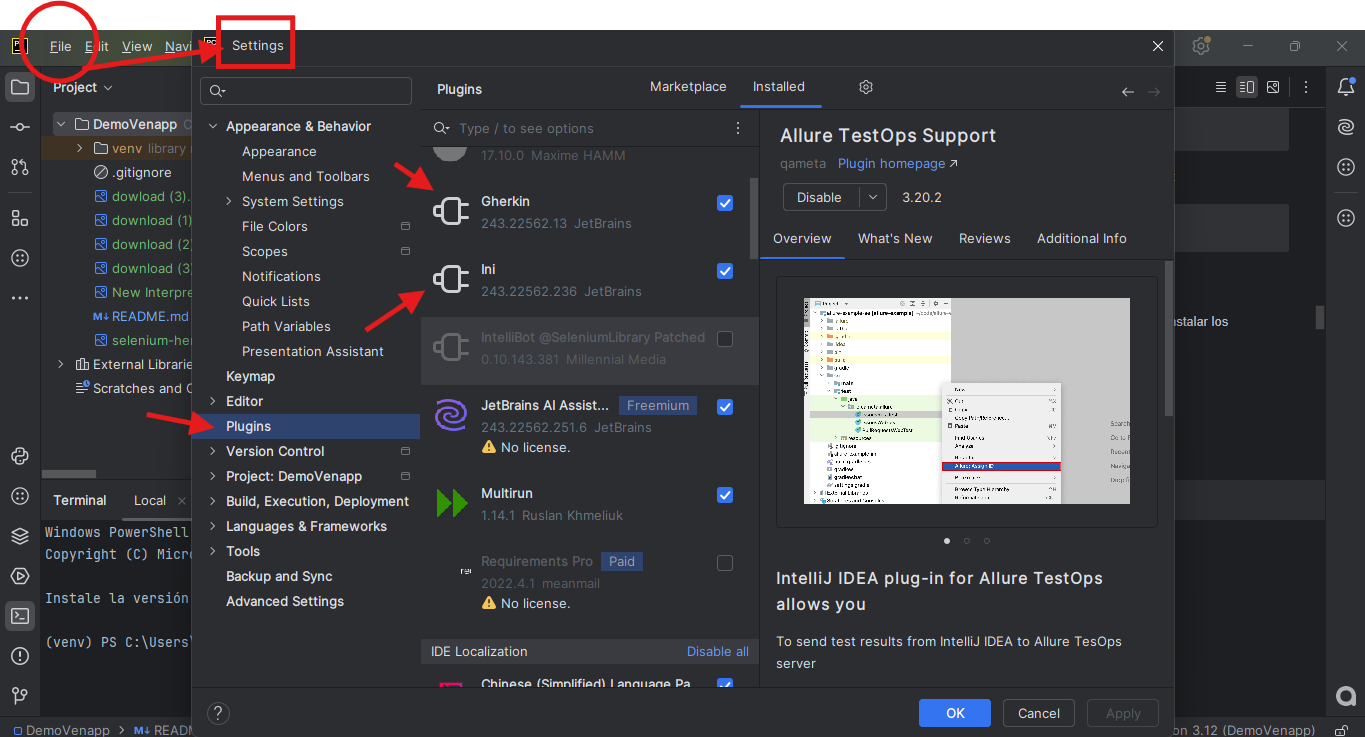 PC File Edit View Navi
PC Settings
Project
DemoVenapp
venv library
.gitignore
dowload (3).
download (1)
download (2)
download (3)
New Interpre
M↓ README.md
selenium-her
External Librarie
Scratches and C
Appearance & Behavior
Appearance
Menus and Toolbars
System Settings
File Colors
Scopes
Notifications
Quick Lists
Path Variables
Presentation Assistant
Keymap
Editor
Plugins
Version Control
Project: DemoVenapp
Build, Execution, Deployment
Languages & Frameworks
Tools
Backup and Sync
Advanced Settings
Plugins
Marketplace
Installed
Type / to see options
17.10.0 Maxime HAMM
Gherkin
243.22562.13 JetBrains
Ini
243.22562.236 JetBrains
IntelliBot @SeleniumLibrary Patched
0.10.143.381 Millennial Media
JetBrains AI Assist... Freemium
243.22562.251.6 JetBrains
No license.
Multirun
1.14.1 Ruslan Khmeliuk
Requirements Pro Paid
2022.4.1 meanmail
No license.
IDE Localization Disable all
Chinese (Simplified) Language Pa
Allure TestOps Support
qameta Plugin homepage ↗
Disable 3.20.2
Overview What's New Reviews Additional Info
Allure: Assign ID
IntelliJ IDEA plug-in for Allure TestOps
allows you
To send test results from IntelliJ IDEA to Allure TesOps
server
? OK Cancel Apply
nstalar los
Terminal Local ×
Windows PowerShell
Copyright (C) Micro
Instale la versión
(venv) PS C:\Users\
DemoVenapp > M↓ READM
on 3.12 (DemoVenapp)